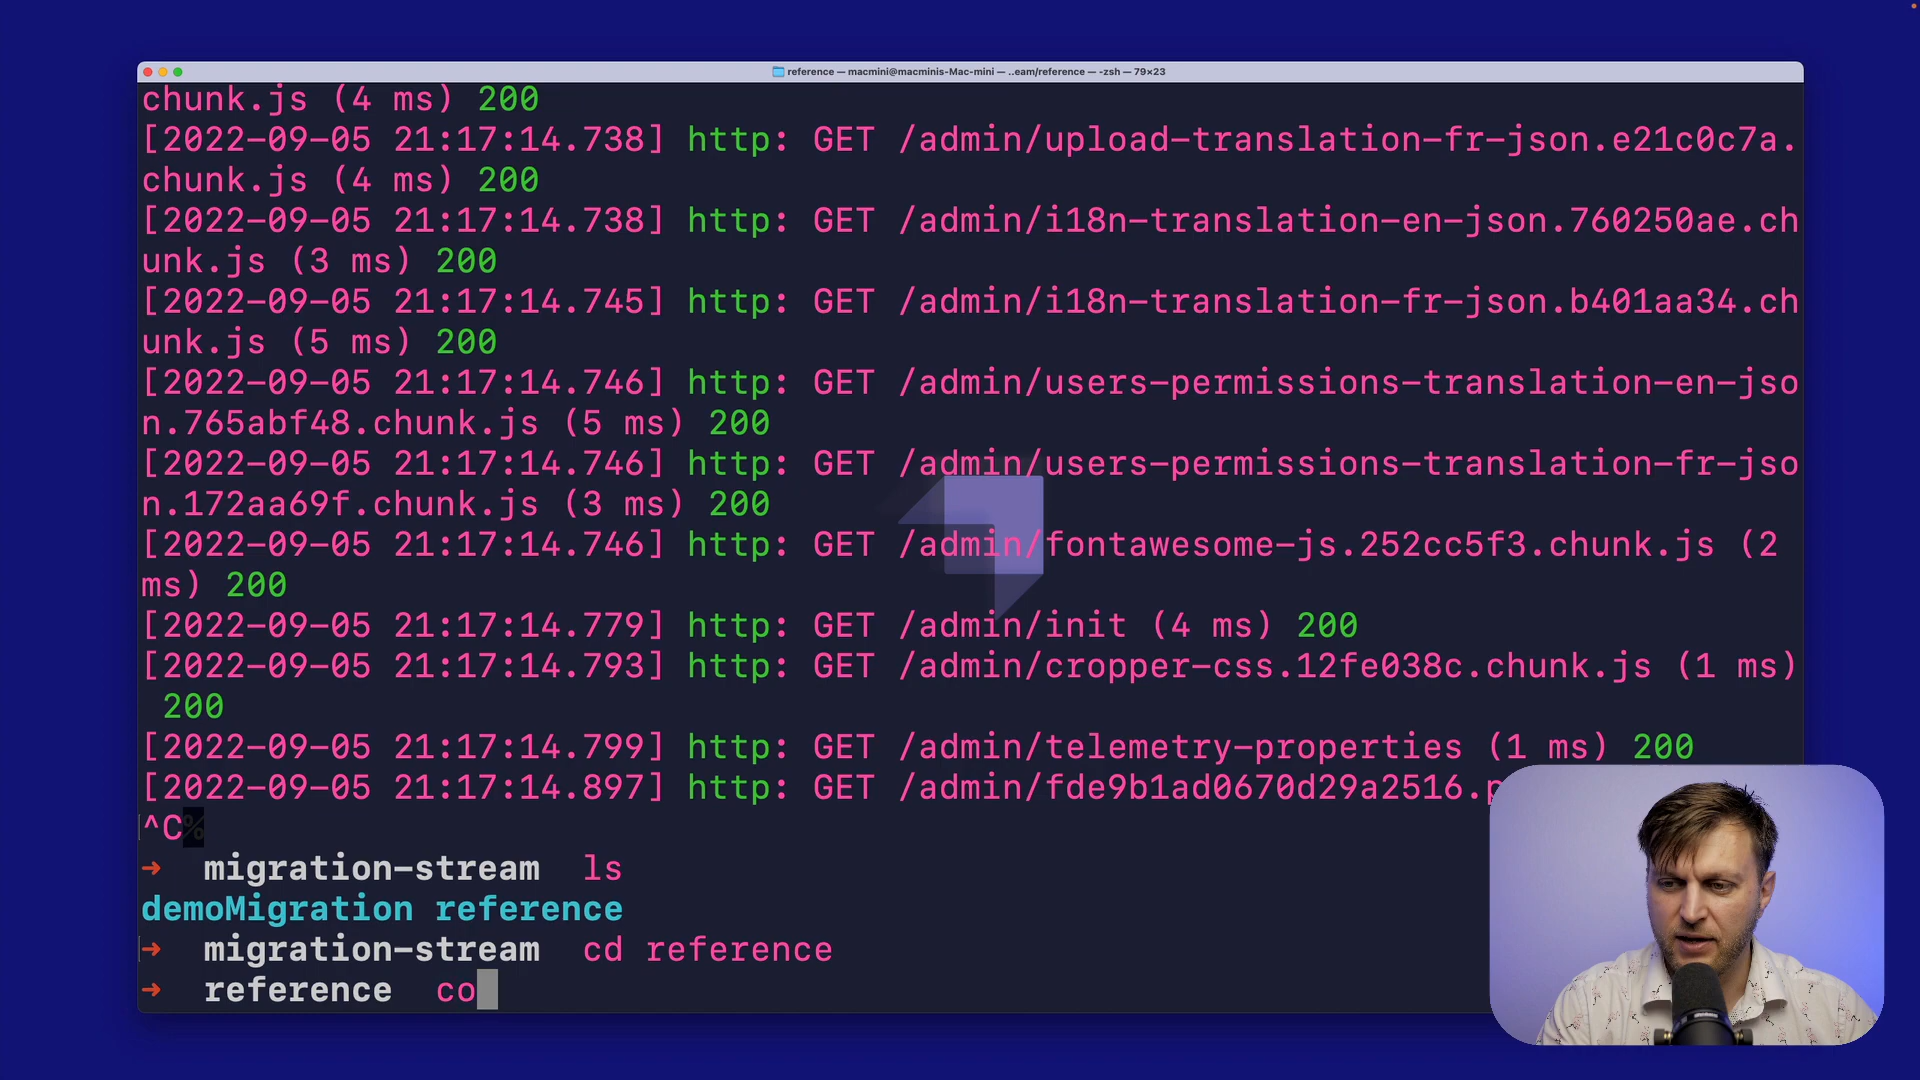 reference — macmini@macminis-Mac-mini — ..eam/reference — -zsh — 79×23
chunk.js (4 ms) 200
[2022-09-05 21:17:14.738] http: GET /admin/upload-translation-fr-json.e21c0c7a.
chunk.js (4 ms) 200
[2022-09-05 21:17:14.738] http: GET /admin/i18n-translation-en-json.760250ae.ch
unk.js (3 ms) 200
[2022-09-05 21:17:14.745] http: GET /admin/i18n-translation-fr-json.b401aa34.ch
unk.js (5 ms) 200
[2022-09-05 21:17:14.746] http: GET /admin/users-permissions-translation-en-jso
n.765abf48.chunk.js (5 ms) 200
[2022-09-05 21:17:14.746] http: GET /admin/users-permissions-translation-fr-jso
n.172aa69f.chunk.js (3 ms) 200
[2022-09-05 21:17:14.746] http: GET /admin/fontawesome-js.252cc5f3.chunk.js (2
ms) 200
[2022-09-05 21:17:14.779] http: GET /admin/init (4 ms) 200
[2022-09-05 21:17:14.793] http: GET /admin/cropper-css.12fe038c.chunk.js (1 ms)
200
[2022-09-05 21:17:14.799] http: GET /admin/telemetry-properties (1 ms) 200
[2022-09-05 21:17:14.897] http: GET /admin/fde9b1ad0670d29a2516.p
^C%
➜ migration-stream ls
demoMigration reference
➜ migration-stream cd reference
➜ reference co